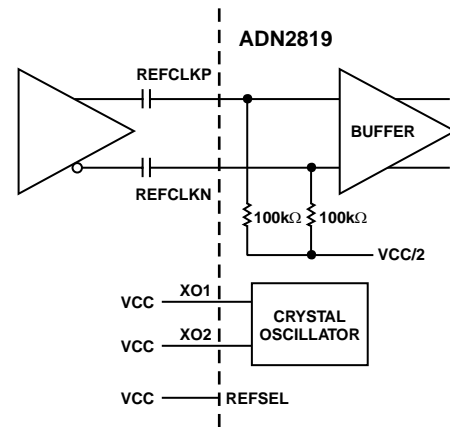 ADN2819
REFCLKP
BUFFER
REFCLKN
100kΩ 100kΩ
VCC/2
VCC XO1
CRYSTAL
OSCILLATOR
VCC XO2
VCC REFSEL